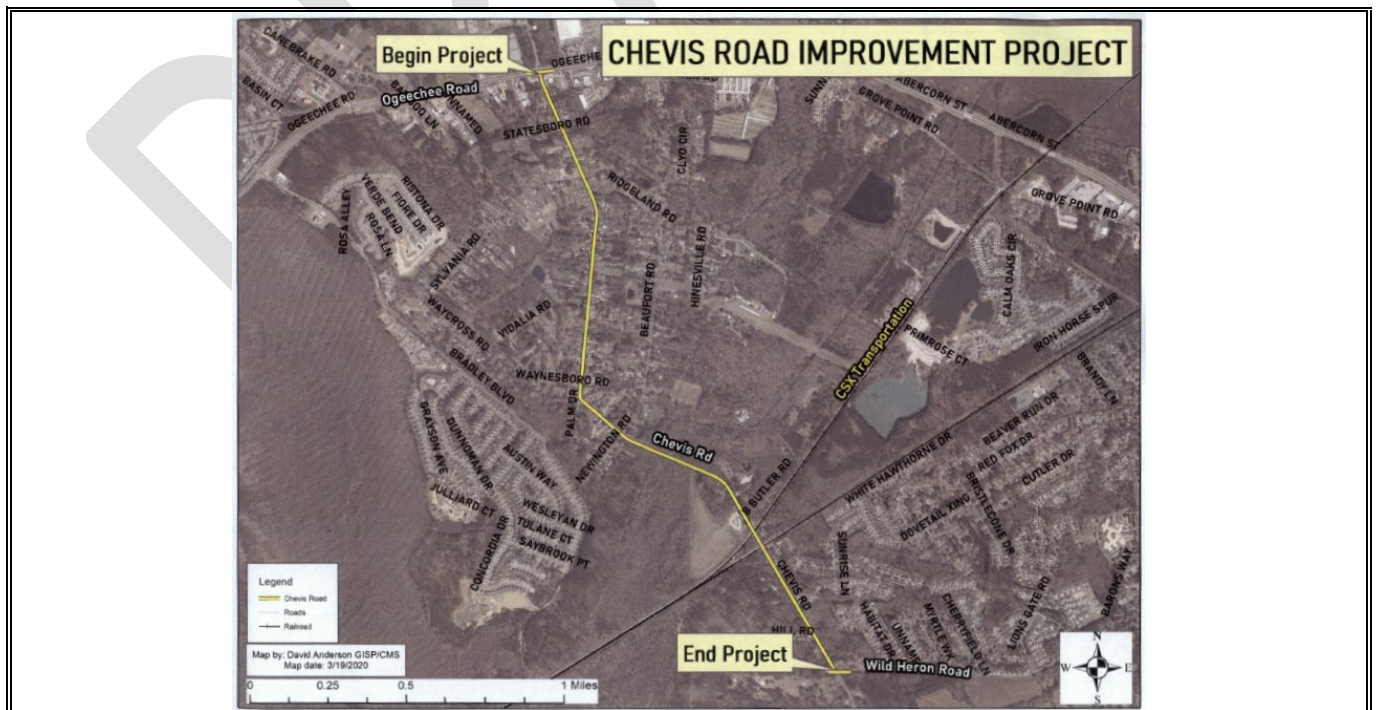 CHEVIS ROAD IMPROVEMENT PROJECT
Begin Project
CANEBRAKE RD
BASIN CT
OGEECHEE RD
Ogeechee Road
UNNAMED
OGEECHE
STATESBORO RD
CLYO CIR
SUNN
GROVE POINT RD
ABERCORN ST
ABERCORN ST
GROVE POINT RD
RIDGELAND RD
ROSA ALLEY
VERDE BEND
RISTONA DR
FIORE DR
ROSA LN
SYLVANIA RD
HINESVILLE RD
BEAUFORT RD
CALM OAKS CIR
WAYCROSS RD
VIDALIA RD
CSX Transportation
PRIMROSE CT
IRON HORSE SPUR
BRADLEY BLVD
WAYNESBORO RD
PALM DR
NEWINGTON RD
BRANDY LN
GRAYSON AVE
DUNNOMAN DR
AUSTIN WAY
Chevis Rd
BEAVER RUN DR
RED FOX DR
CUTLER DR
WHITE HAWTHORNE DR
B BUTLER RD
DOVETAIL XING
BRISTLECONE DR
JULLIARD CT
WESLEYAN DR
TULANE CT
SAYBROOK PT
CONCORDIA DR
SUNRISE LN
CHEVIS RD
BAROWS WAY
LIONS GATE RD
CHERRYFIELD LN
MYRTLEWK
HABITAT DR
UNNAM
HILL RD
End Project
Wild Heron Road
Legend
Chevis Road
Roads
Railroad
Map by: David Anderson GISP/CMS
Map date: 3/19/2020
0 0.25 0.5 1 Miles
N
W E
S